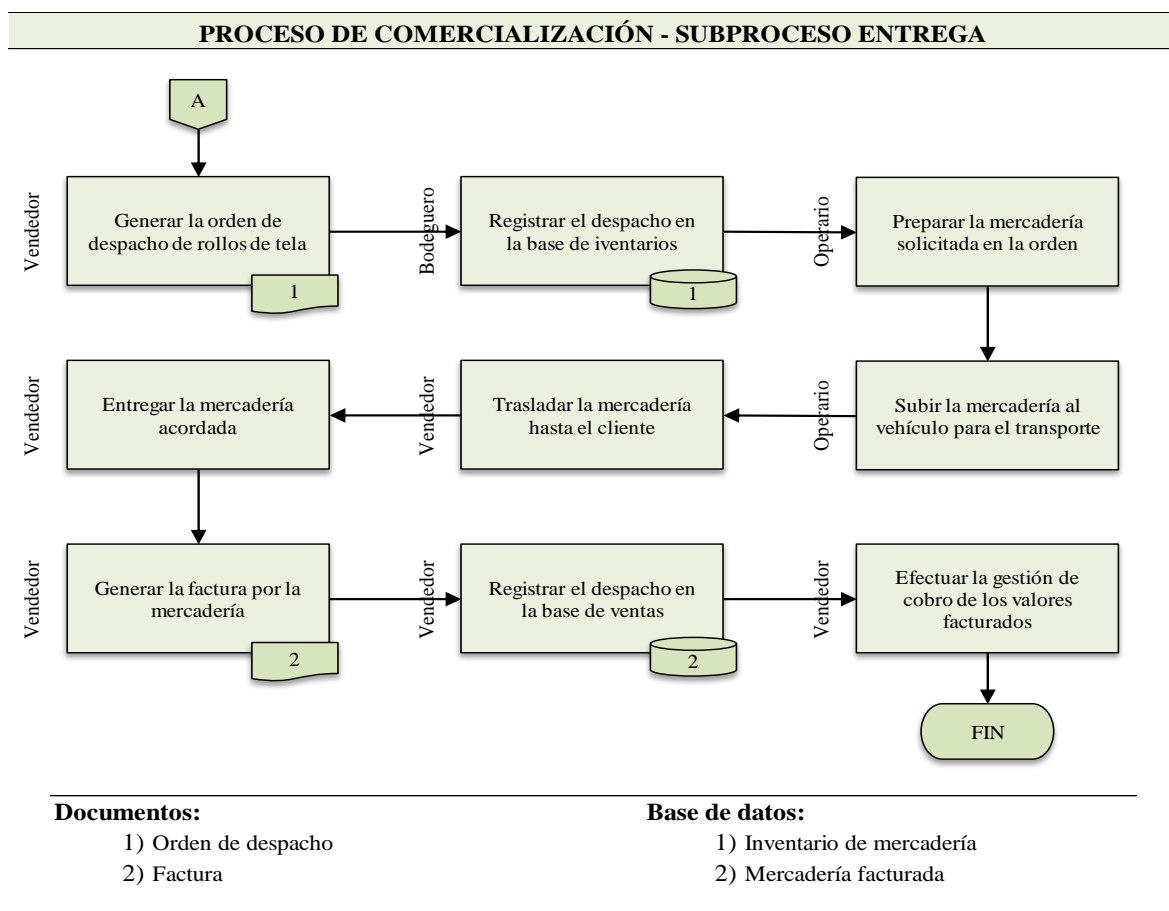 PROCESO DE COMERCIALIZACIÓN - SUBPROCESO ENTREGA
A
Vendedor
Generar la orden de
despacho de rollos de tela
1
Bodeguero
Registrar el despacho en
la base de iventarios
1
Operario
Preparar la mercadería
solicitada en la orden
Operario
Subir la mercadería al
vehículo para el transporte
Vendedor
Trasladar la mercadería
hasta el cliente
Vendedor
Entregar la mercadería
acordada
Vendedor
Generar la factura por la
mercadería
2
Vendedor
Registrar el despacho en
la base de ventas
2
Vendedor
Efectuar la gestión de
cobro de los valores
facturados
FIN
Documentos:
1) Orden de despacho
2) Factura
Base de datos:
1) Inventario de mercadería
2) Mercadería facturada